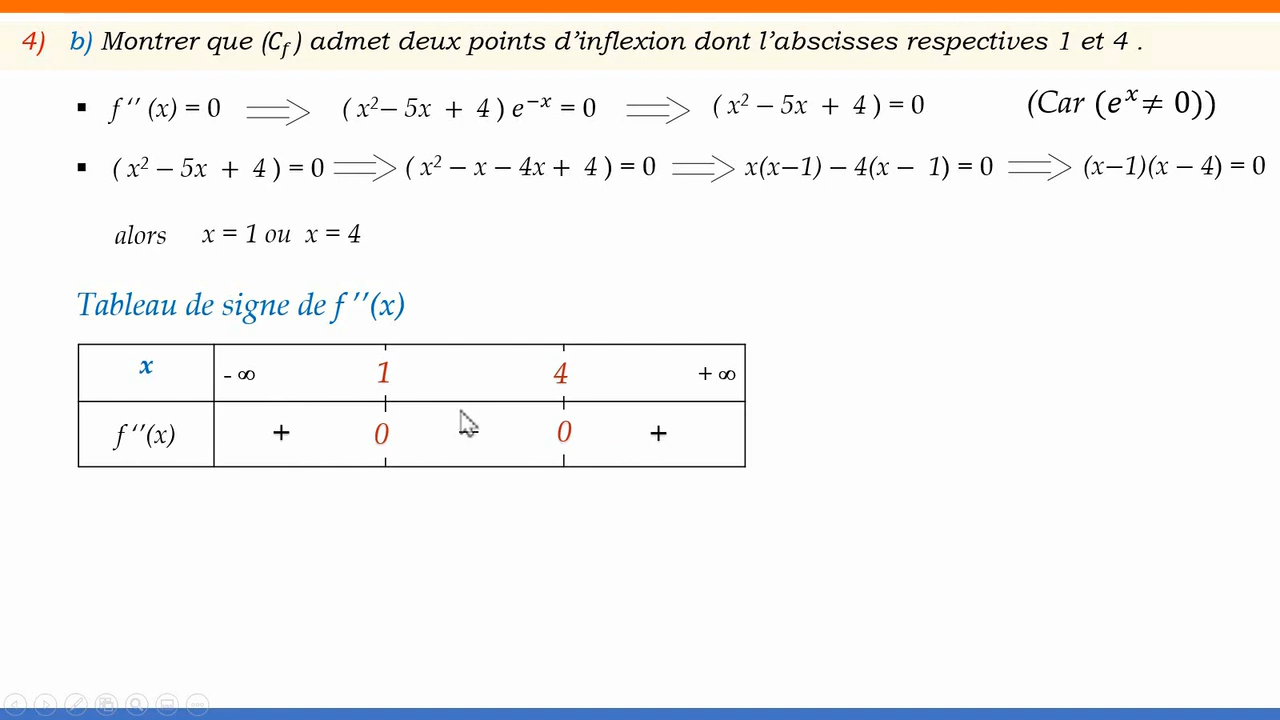 4) b) Montrer que (C_f) admet deux points d’inflexion dont l’abscisses respectives 1 et 4 .
▪ f ‘’ (x) = 0 ⟹ ( x² – 5x + 4 ) e⁻ˣ = 0 ⟹ ( x² – 5x + 4 ) = 0 (Car (eˣ ≠ 0))
▪ ( x² – 5x + 4 ) = 0 ⟹ ( x² – x – 4x + 4 ) = 0 ⟹ x(x–1) – 4(x – 1) = 0 ⟹ (x–1)(x – 4) = 0
alors x = 1 ou x = 4
Tableau de signe de f ’’(x)
x - ∞ 1 4 + ∞
f ‘’(x) + 0 – 0 +